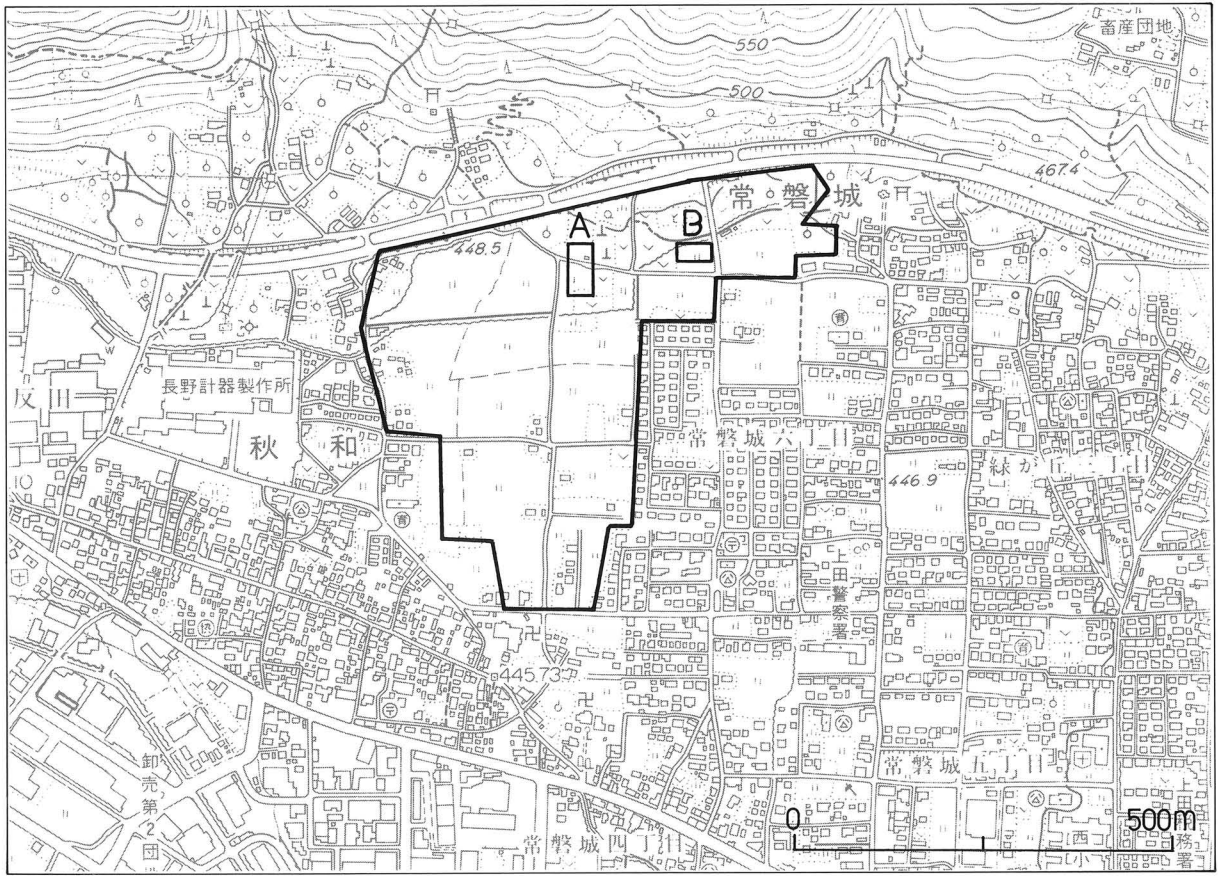 畜産団地
550
500
467.4
常磐城
A
B
448.5
長野計器製作所
秋和
常磐城六丁目
緑が丘二丁目
446.9
上田警察署
445.73
卸売第2団
常磐城五丁目
常磐城四丁目
0
500m
西小